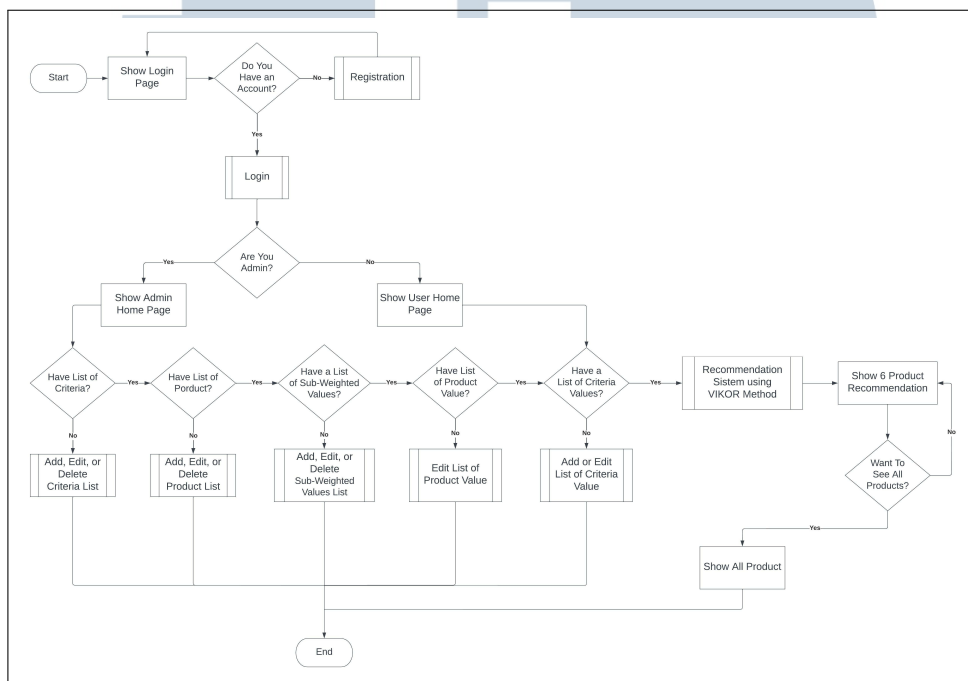 Start
Show Login
Page
Do You
Have an
Account?
No
Registration
Yes
Login
Are You
Admin?
Yes
No
Show Admin
Home Page
Show User Home
Page
Have List of
Criteria?
Yes
Have List of
Porduct?
Yes
Have a List
of Sub-Weighted
Values?
Yes
Have List
of Product
Value?
Yes
Have a
List of Criteria
Values?
Yes
Recommendation
Sistem using
VIKOR Method
Show 6 Product
Recommendation
No
No
No
No
No
No
Add, Edit, or
Delete
Criteria List
Add, Edit, or
Delete
Product List
Add, Edit, or
Delete
Sub-Weighted
Values List
Edit List of
Product Value
Add or Edit
List of Criteria
Value
Want To
See All
Products?
Yes
Show All Product
End